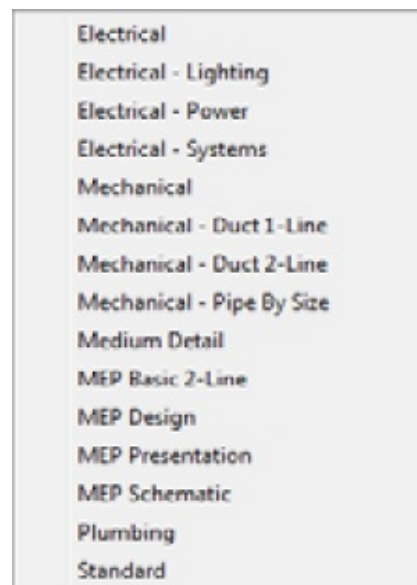 Electrical
Electrical - Lighting
Electrical - Power
Electrical - Systems
Mechanical
Mechanical - Duct 1-Line
Mechanical - Duct 2-Line
Mechanical - Pipe By Size
Medium Detail
MEP Basic 2-Line
MEP Design
MEP Presentation
MEP Schematic
Plumbing
Standard